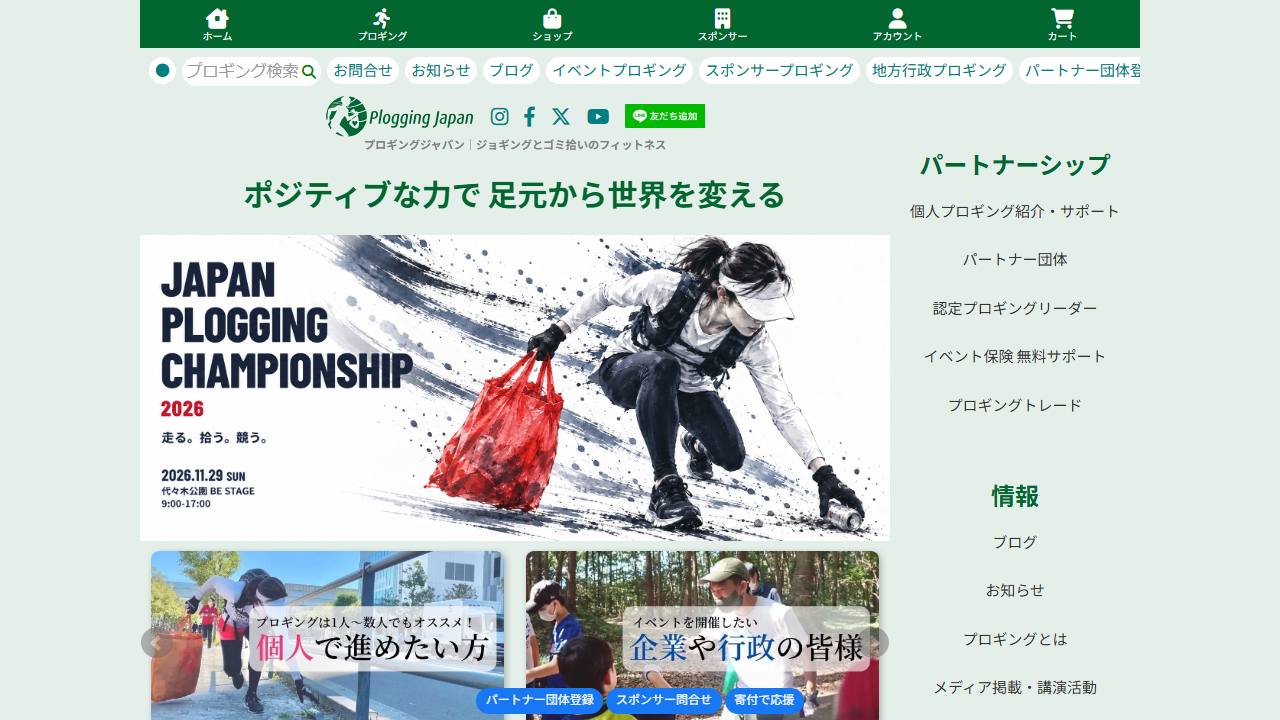 ホーム
プロギング
ショップ
スポンサー
アカウント
カート
プロギング検索
お問合せ
お知らせ
ブログ
イベントプロギング
スポンサープロギング
地方行政プロギング
パートナー団体登
Plogging Japan
LINE 友だち追加
プロギングジャパン｜ジョギングとゴミ拾いのフィットネス
ポジティブな力で 足元から世界を変える
JAPAN
PLOGGING
CHAMPIONSHIP
2026
走る。拾う。競う。
2026.11.29 SUN
代々木公園 BE STAGE
9:00-17:00
プロギングは1人～数人でもオススメ！
個人で進めたい方
イベントを開催したい
企業や行政の皆様
パートナー団体登録
スポンサー問合せ
寄付で応援
パートナーシップ
個人プロギング紹介・サポート
パートナー団体
認定プロギングリーダー
イベント保険 無料サポート
プロギングトレード
情報
ブログ
お知らせ
プロギングとは
メディア掲載・講演活動